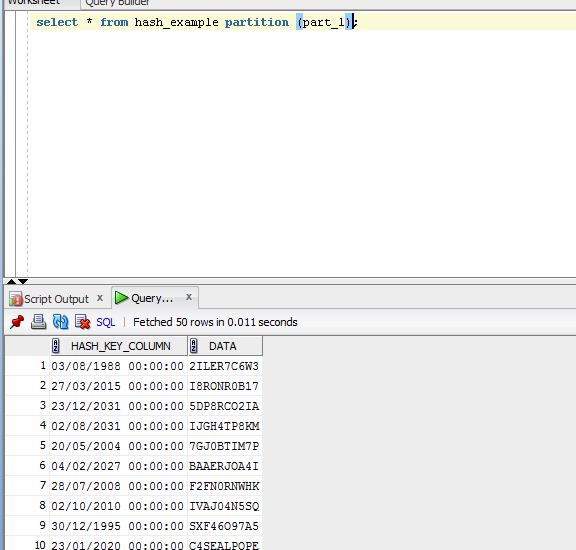 Worksheet Query Builder
select * from hash_example partition (part_1);
Script Output x Query... x
SQL | Fetched 50 rows in 0.011 seconds
HASH_KEY_COLUMN DATA
1 03/08/1988 00:00:00 2ILER7C6W3
2 27/03/2015 00:00:00 I8RONR0B17
3 23/12/2031 00:00:00 5DP8RCO2IA
4 02/08/2031 00:00:00 IJGH4TP8KM
5 20/05/2004 00:00:00 7GJ0BTIM7P
6 04/02/2027 00:00:00 BAAERJOA4I
7 28/07/2008 00:00:00 F2FN0RNWHK
8 02/10/2010 00:00:00 IVAJ04N5SQ
9 30/12/1995 00:00:00 SXF46O97A5
10 23/01/2020 00:00:00 C4SEALPOPE